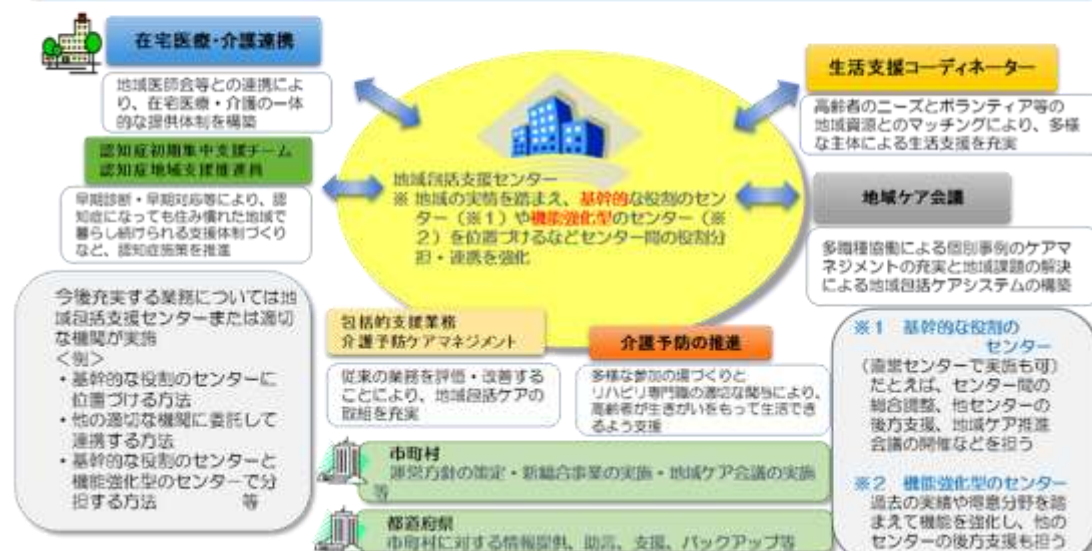 在宅医療・介護連携
地域医師会等との連携によ
り、在宅医療・介護の一体
的な提供体制を構築
認知症初期集中支援チーム
認知症地域支援推進員
早期診断・早期対応等により、認
知症になっても住み慣れた地域で
暮らし続けられる支援体制づくり
など、認知症施策を推進
今後充実する業務については地
域包括支援センターまたは適切
な機関が実施
<例>
・基幹的な役割のセンターに
位置づける方法
・他の適切な機関に委託して
連携する方法
・基幹的な役割のセンターと
機能強化型のセンターで分
担する方法 等
地域包括支援センター
※ 地域の実情を踏まえ、基幹的な役割のセン
ター（※１）や機能強化型のセンター（※
２）を位置づけるなどセンター間の役割分
担・連携を強化
包括的支援業務
介護予防ケアマネジメント
従来の業務を評価・改善する
ことにより、地域包括ケアの
取組を充実
介護予防の推進
多様な参加の場づくりと
リハビリ専門職の適切な関与により、
高齢者が生きがいをもって生活でき
るよう支援
市町村
運営方針の策定・新総合事業の実施・地域ケア会議の実施
等
都道府県
市町村に対する情報提供、助言、支援、バックアップ等
生活支援コーディネーター
高齢者のニーズとボランティア等の
地域資源とのマッチングにより、多様
な主体による生活支援を充実
地域ケア会議
多職種協働による個別事例のケアマ
ネジメントの充実と地域課題の解決
による地域包括ケアシステムの構築
※１ 基幹的な役割の
センター
（直営センターで実施も可）
たとえば、センター間の
総合調整、他センターの
後方支援、地域ケア推進
会議の開催などを担う
※２ 機能強化型のセンター
過去の実績や得意分野を踏
まえて機能を強化し、他の
センターの後方支援も担う